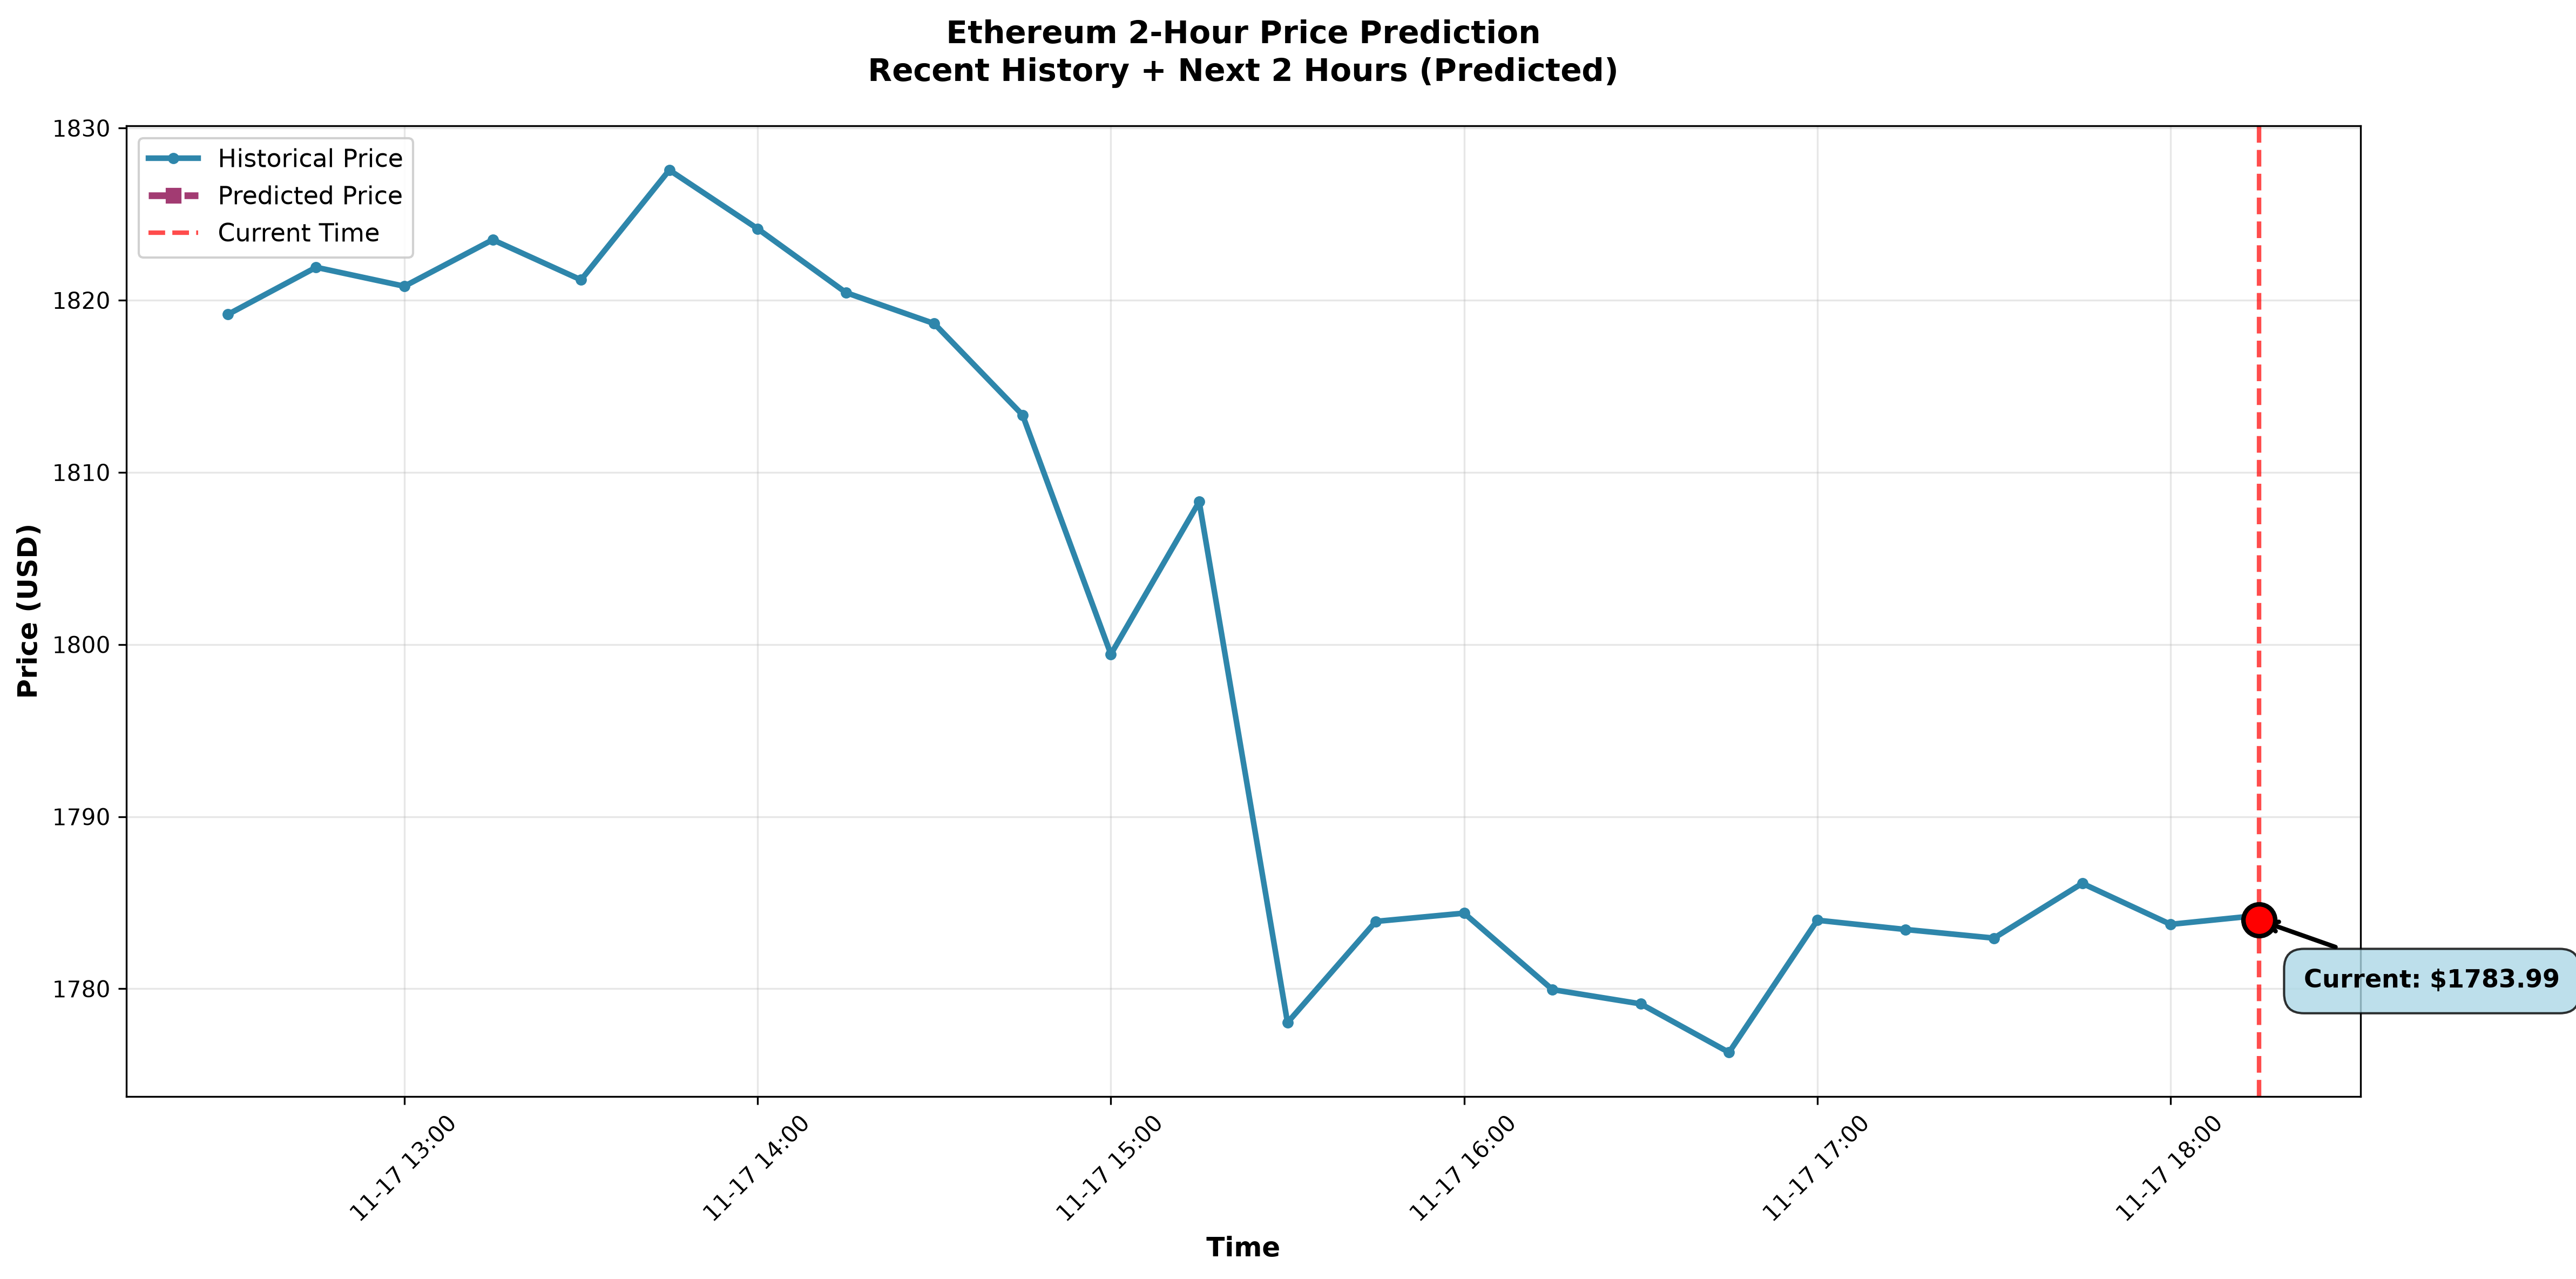 Ethereum 2-Hour Price Prediction
Recent History + Next 2 Hours (Predicted)
Historical Price
Predicted Price
Current Time
Price (USD)
1830
1820
1810
1800
1790
1780
Current: $1783.99
11-17 13:00
11-17 14:00
11-17 15:00
11-17 16:00
11-17 17:00
11-17 18:00
Time